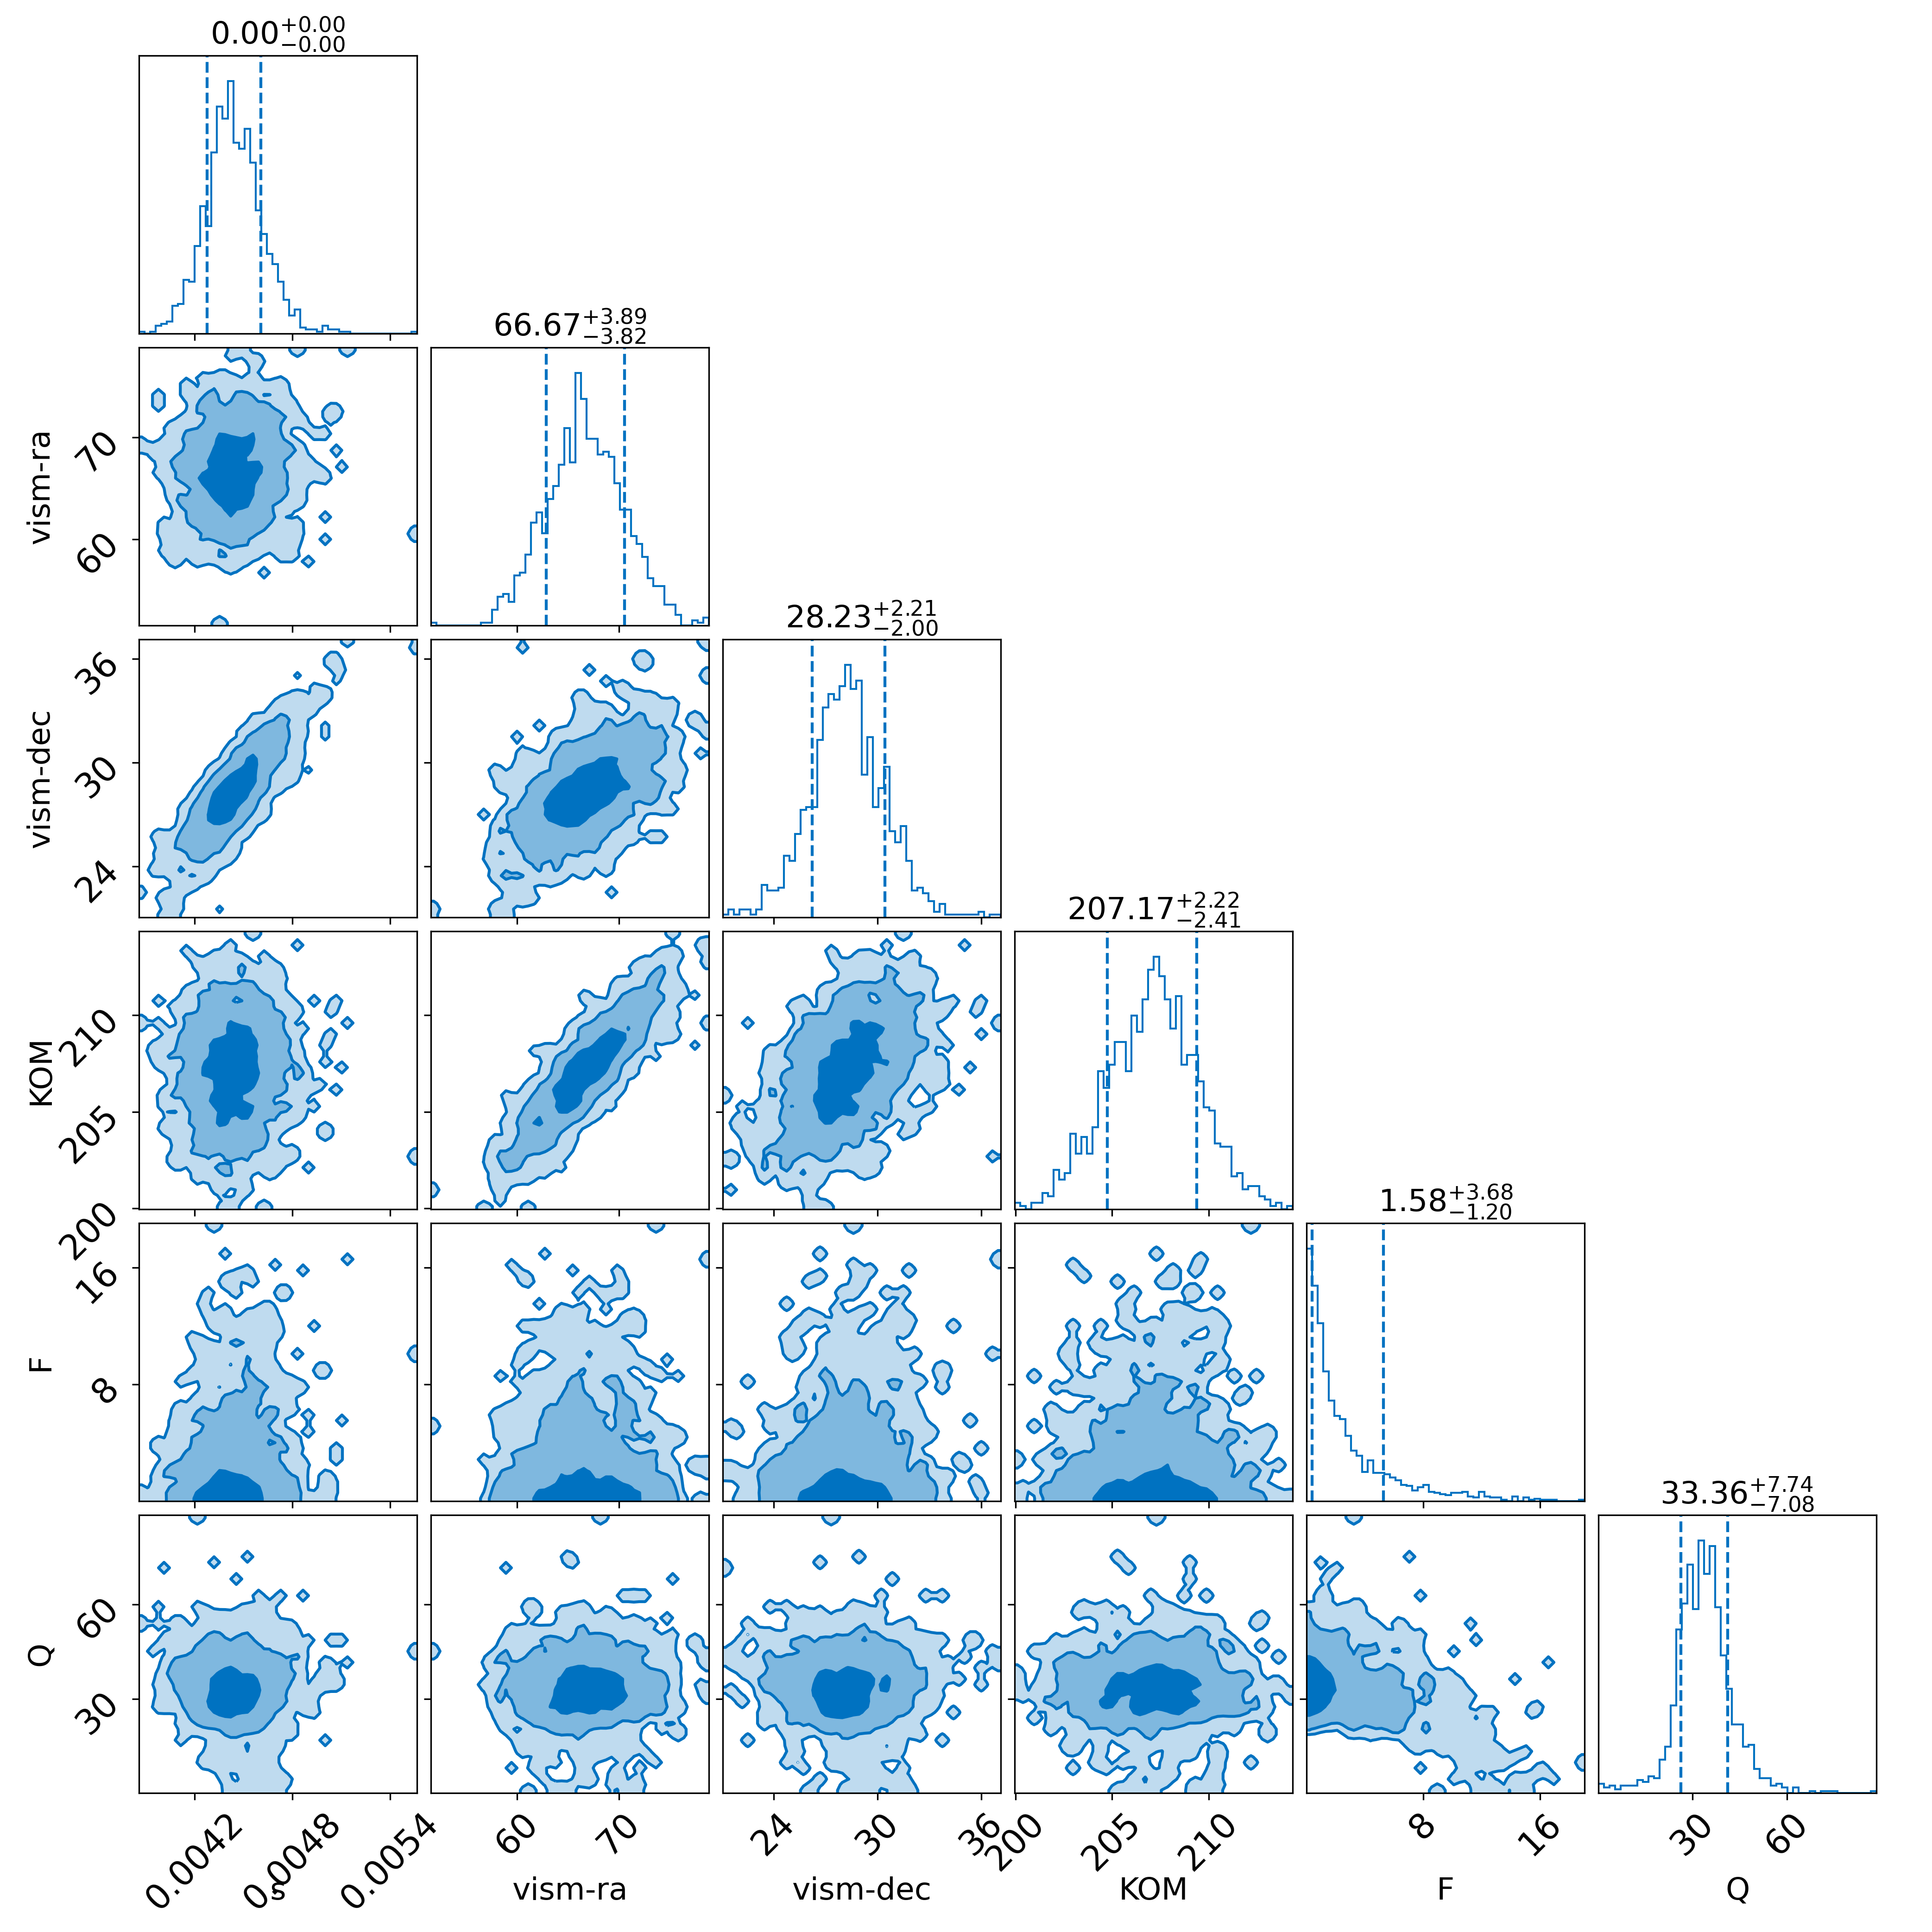 0.00+0.00−0.00
66.67+3.89−3.82
vism-ra
70
60
28.23+2.21−2.00
vism-dec
36
30
24
207.17+2.22−2.41
KOM
210
205
200
1.58+3.68−1.20
F
16
8
33.36+7.74−7.08
Q
60
30
0.0042 0.0048 0.0054 60 70 24 30 36 200 205 210 8 16 30 60
s vism-ra vism-dec KOM F Q